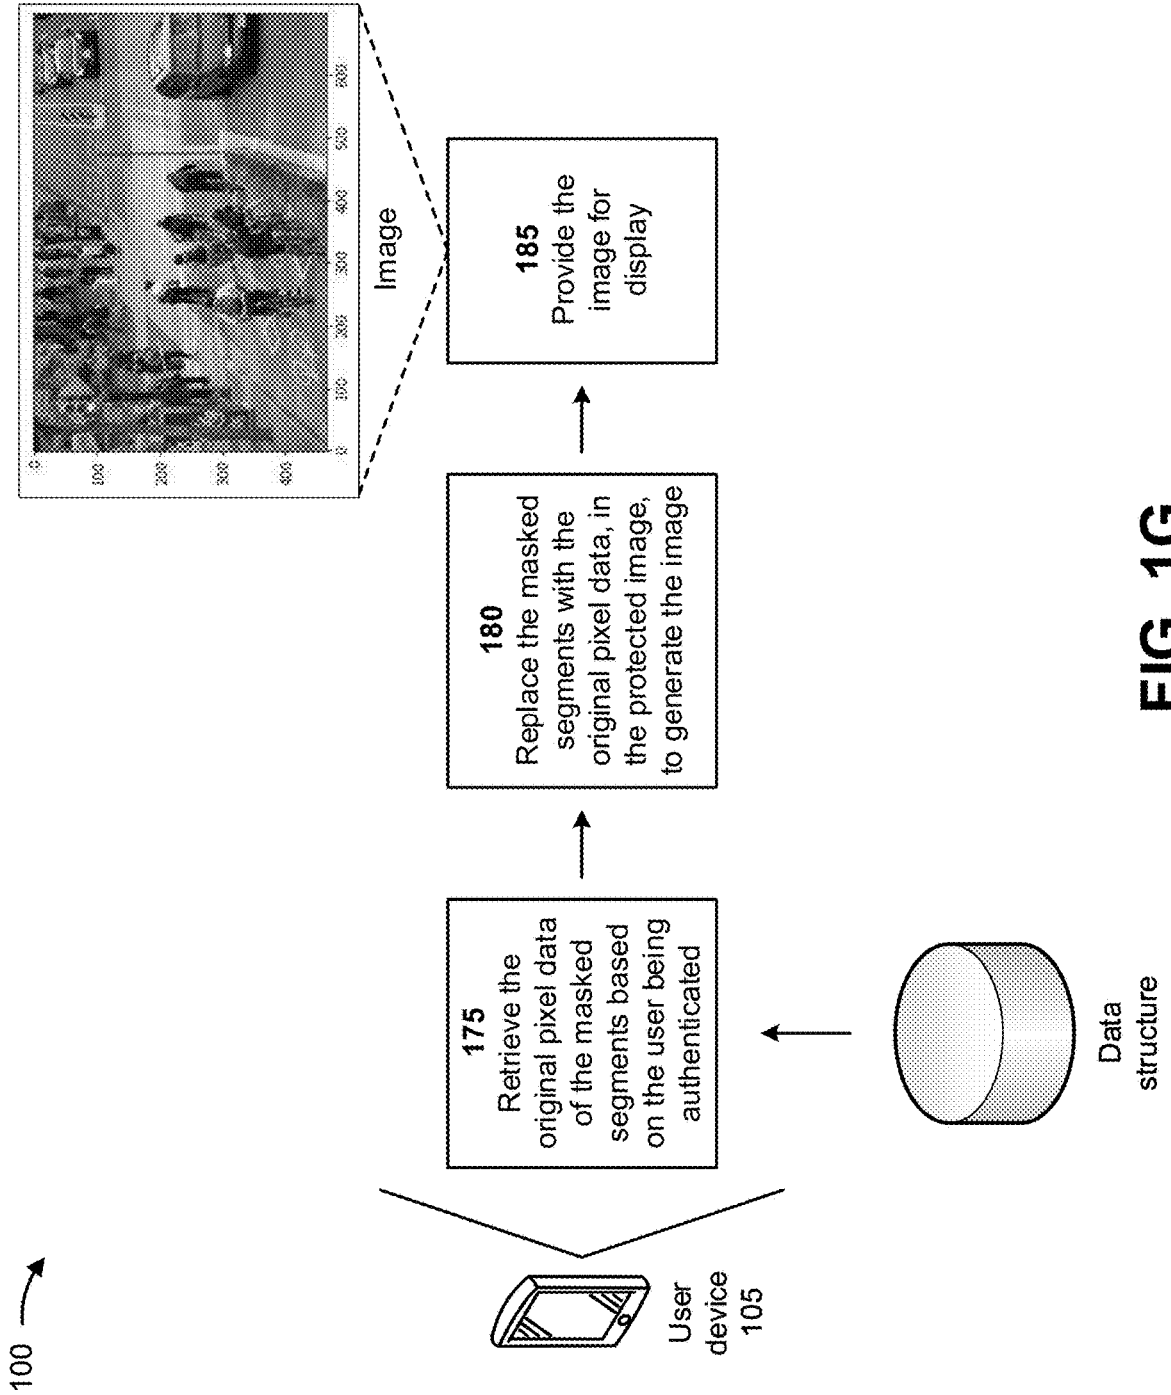 100
User
device
105
175
Retrieve the
original pixel data
of the masked
segments based
on the user being
authenticated
Data
structure
180
Replace the masked
segments with the
original pixel data, in
the protected image,
to generate the image
185
Provide the
image for
display
0
100
200
300
400
0
100
200
300
400
500
600
Image
FIG. 1G